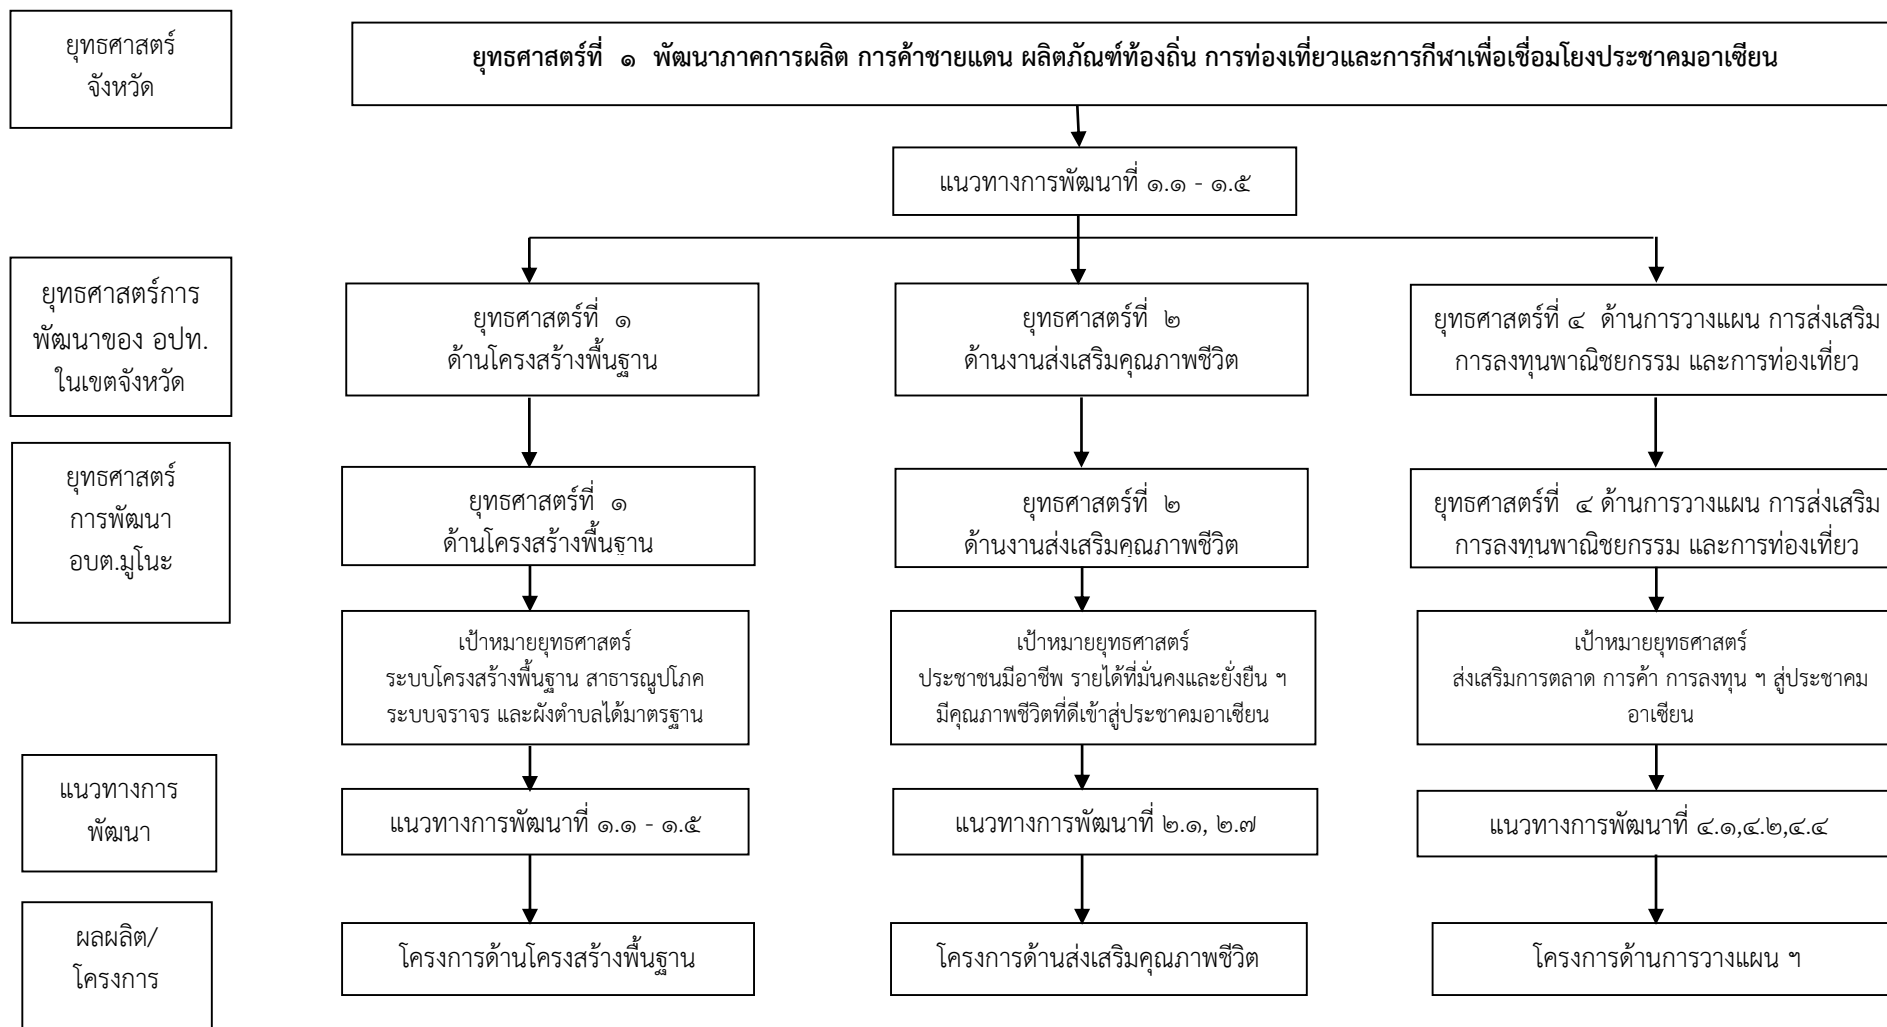 ยุทธศาสตร์
จังหวัด
ยุทธศาสตร์ที่ ๑ พัฒนาภาคการผลิต การค้าชายแดน ผลิตภัณฑ์ท้องถิ่น การท่องเที่ยวและการกีฬาเพื่อเชื่อมโยงประชาคมอาเซียน
แนวทางการพัฒนาที่ ๑.๑ - ๑.๕
ยุทธศาสตร์การ
พัฒนาของ อปท.
ในเขตจังหวัด
ยุทธศาสตร์ที่ ๑
ด้านโครงสร้างพื้นฐาน
ยุทธศาสตร์ที่ ๒
ด้านงานส่งเสริมคุณภาพชีวิต
ยุทธศาสตร์ที่ ๔ ด้านการวางแผน การส่งเสริม
การลงทุนพาณิชยกรรม และการท่องเที่ยว
ยุทธศาสตร์
การพัฒนา
อบต.มูโนะ
ยุทธศาสตร์ที่ ๑
ด้านโครงสร้างพื้นฐาน
ยุทธศาสตร์ที่ ๒
ด้านงานส่งเสริมคุณภาพชีวิต
ยุทธศาสตร์ที่ ๔ ด้านการวางแผน การส่งเสริม
การลงทุนพาณิชยกรรม และการท่องเที่ยว
เป้าหมายยุทธศาสตร์
ระบบโครงสร้างพื้นฐาน สาธารณูปโภค
ระบบจราจร และผังตำบลได้มาตรฐาน
เป้าหมายยุทธศาสตร์
ประชาชนมีอาชีพ รายได้ที่มั่นคงและยั่งยืน ฯ
มีคุณภาพชีวิตที่ดีเข้าสู่ประชาคมอาเซียน
เป้าหมายยุทธศาสตร์
ส่งเสริมการตลาด การค้า การลงทุน ฯ สู่ประชาคม
อาเซียน
แนวทางการ
พัฒนา
แนวทางการพัฒนาที่ ๑.๑ - ๑.๕
แนวทางการพัฒนาที่ ๒.๑, ๒.๗
แนวทางการพัฒนาที่ ๔.๑,๔.๒,๔.๔
ผลผลิต/
โครงการ
โครงการด้านโครงสร้างพื้นฐาน
โครงการด้านส่งเสริมคุณภาพชีวิต
โครงการด้านการวางแผน ฯ